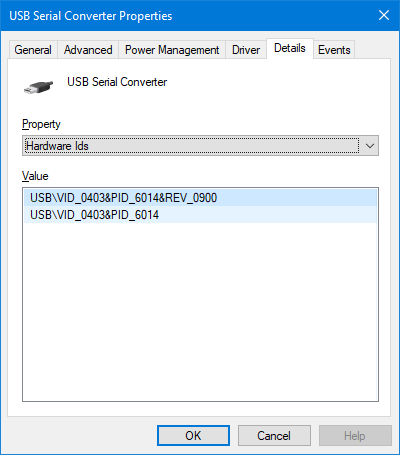 USB Serial Converter Properties
General Advanced Power Management Driver Details Events
USB Serial Converter
Property
Hardware Ids
Value
USB\VID_0403&PID_6014&REV_0900
USB\VID_0403&PID_6014
OK Cancel Help